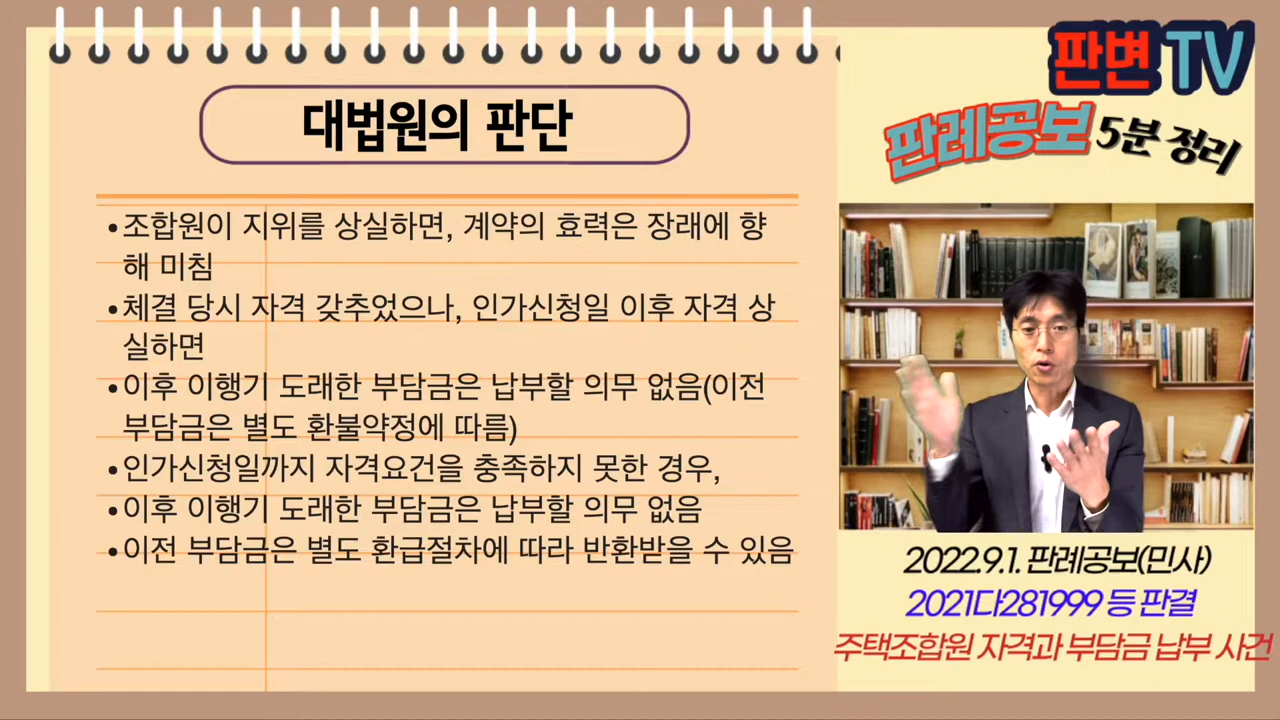 대법원의 판단
•조합원이 지위를 상실하면, 계약의 효력은 장래에 향
해 미침
•체결 당시 자격 갖추었으나, 인가신청일 이후 자격 상
실하면
•이후 이행기 도래한 부담금은 납부할 의무 없음(이전
부담금은 별도 환불약정에 따름)
•인가신청일까지 자격요건을 충족하지 못한 경우,
•이후 이행기 도래한 부담금은 납부할 의무 없음
•이전 부담금은 별도 환급절차에 따라 반환받을 수 있음
판변 TV
판례공보 5분 정리
2022.9.1. 판례공보(민사)
2021다281999 등 판결
주택조합원 자격과 부담금 납부 사건